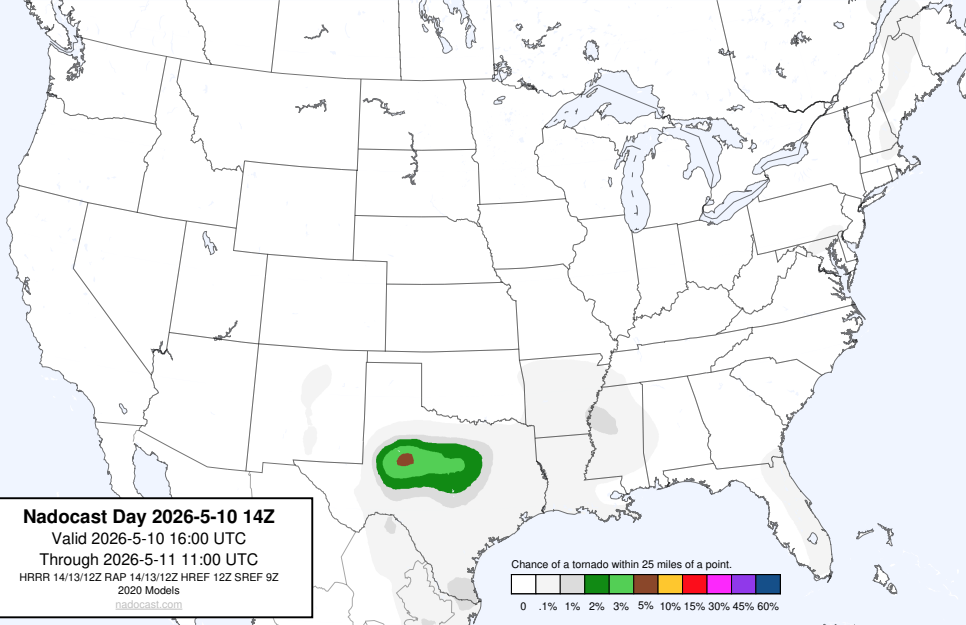 Nadocast Day 2026-5-10 14Z
Valid 2026-5-10 16:00 UTC
Through 2026-5-11 11:00 UTC
HRRR 14/13/12Z RAP 14/13/12Z HREF 12Z SREF 9Z
2020 Models
nadocast.com
Chance of a tornado within 25 miles of a point.
0 .1% 1% 2% 3% 5% 10% 15% 30% 45% 60%